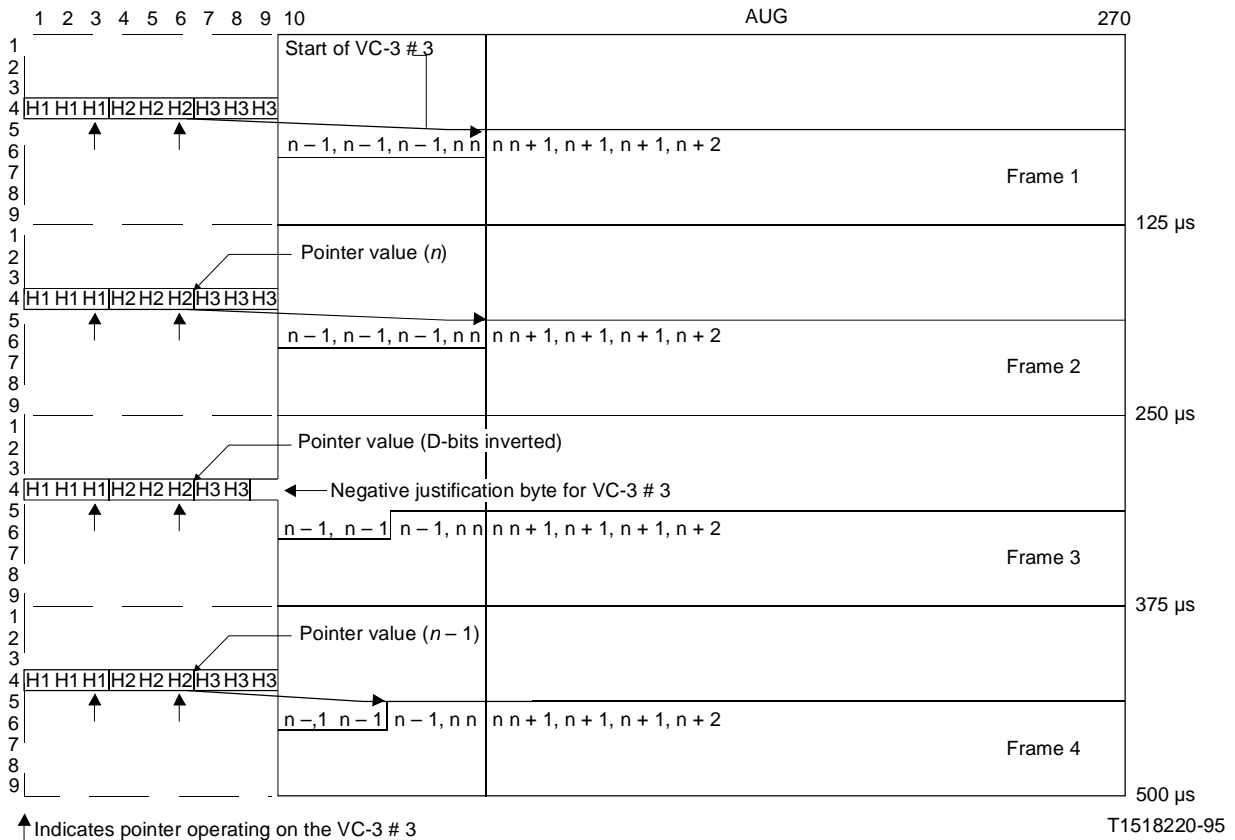 1 2 3 4 5 6 7 8 9 10 AUG 270
1 Start of VC-3 # 3
2
3
4 H1 H1 H1 H2 H2 H2 H3 H3 H3
5
6 n – 1, n – 1, n – 1, n n n n + 1, n + 1, n + 1, n + 2
7 Frame 1
8
9
125 µs
1
2 Pointer value (n)
3
4 H1 H1 H1 H2 H2 H2 H3 H3 H3
5
6 n – 1, n – 1, n – 1, n n n n + 1, n + 1, n + 1, n + 2
7 Frame 2
8
9
250 µs
1
2 Pointer value (D-bits inverted)
3
4 H1 H1 H1 H2 H2 H2 H3 H3 Negative justification byte for VC-3 # 3
5
6 n – 1, n – 1 n – 1, n n n n + 1, n + 1, n + 1, n + 2
7 Frame 3
8
9
375 µs
1
2 Pointer value (n – 1)
3
4 H1 H1 H1 H2 H2 H2 H3 H3 H3
5
6 n –,1 n – 1 n – 1, n n n n + 1, n + 1, n + 1, n + 2
7 Frame 4
8
9
500 µs
Indicates pointer operating on the VC-3 # 3 T1518220-95